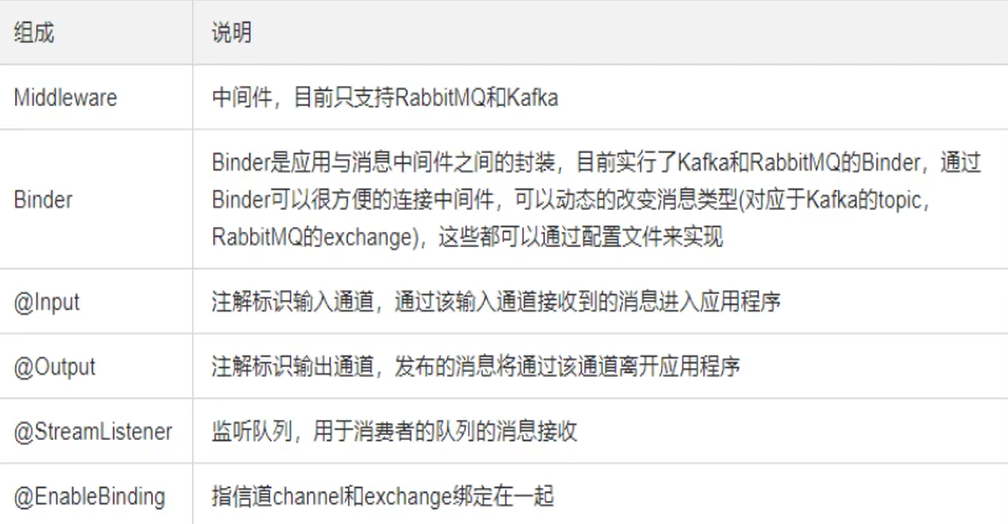 组成 说明
Middleware 中间件，目前只支持RabbitMQ和Kafka
Binder是应用与消息中间件之间的封装，目前实行了Kafka和RabbitMQ的Binder，通过
Binder Binder可以很方便的连接中间件，可以动态的改变消息类型(对应于Kafka的topic，
RabbitMQ的exchange)，这些都可以通过配置文件来实现
@Input 注解标识输入通道，通过该输入通道接收到的消息进入应用程序
@Output 注解标识输出通道，发布的消息将通过该通道离开应用程序
@StreamListener 监听队列，用于消费者的队列的消息接收
@EnableBinding 指信道channel和exchange绑定在一起